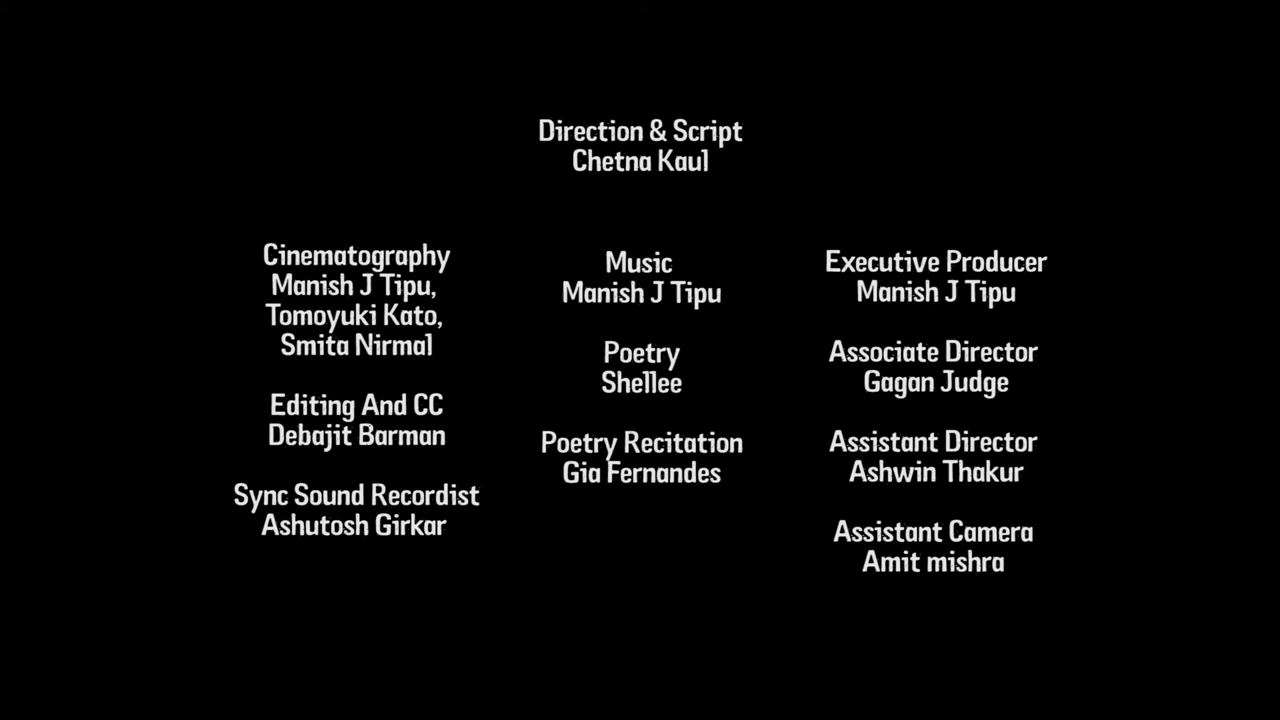 Direction & Script
Chetna Kaul
Cinematography
Manish J Tipu,
Tomoyuki Kato,
Smita Nirmal
Editing And CC
Debajit Barman
Sync Sound Recordist
Ashutosh Girkar
Music
Manish J Tipu
Poetry
Shellee
Poetry Recitation
Gia Fernandes
Executive Producer
Manish J Tipu
Associate Director
Gagan Judge
Assistant Director
Ashwin Thakur
Assistant Camera
Amit mishra